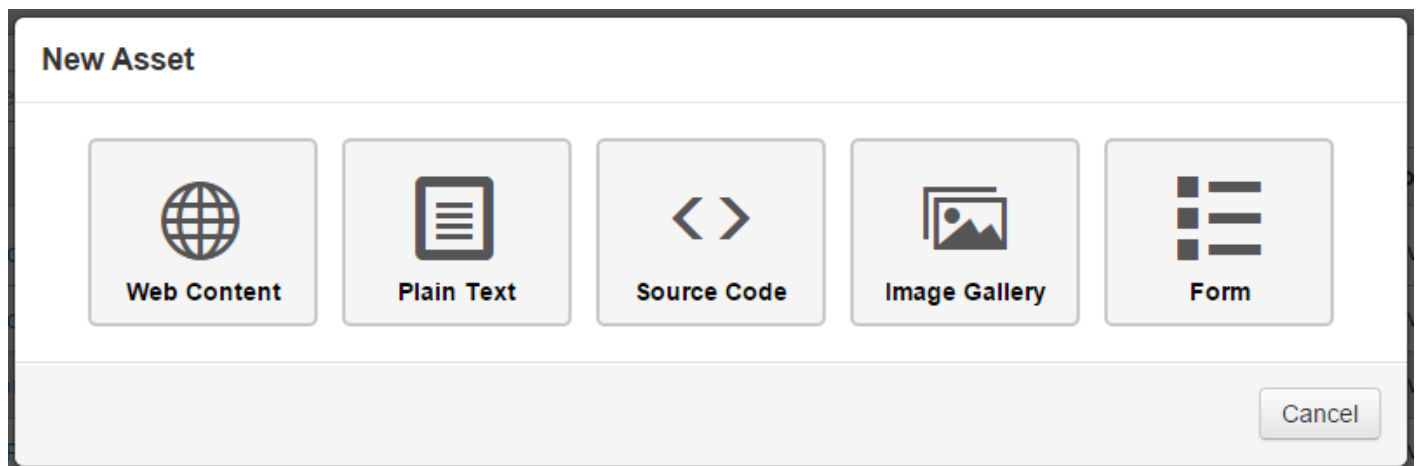 New Asset
Web Content
Plain Text
Source Code
Image Gallery
Form
Cancel